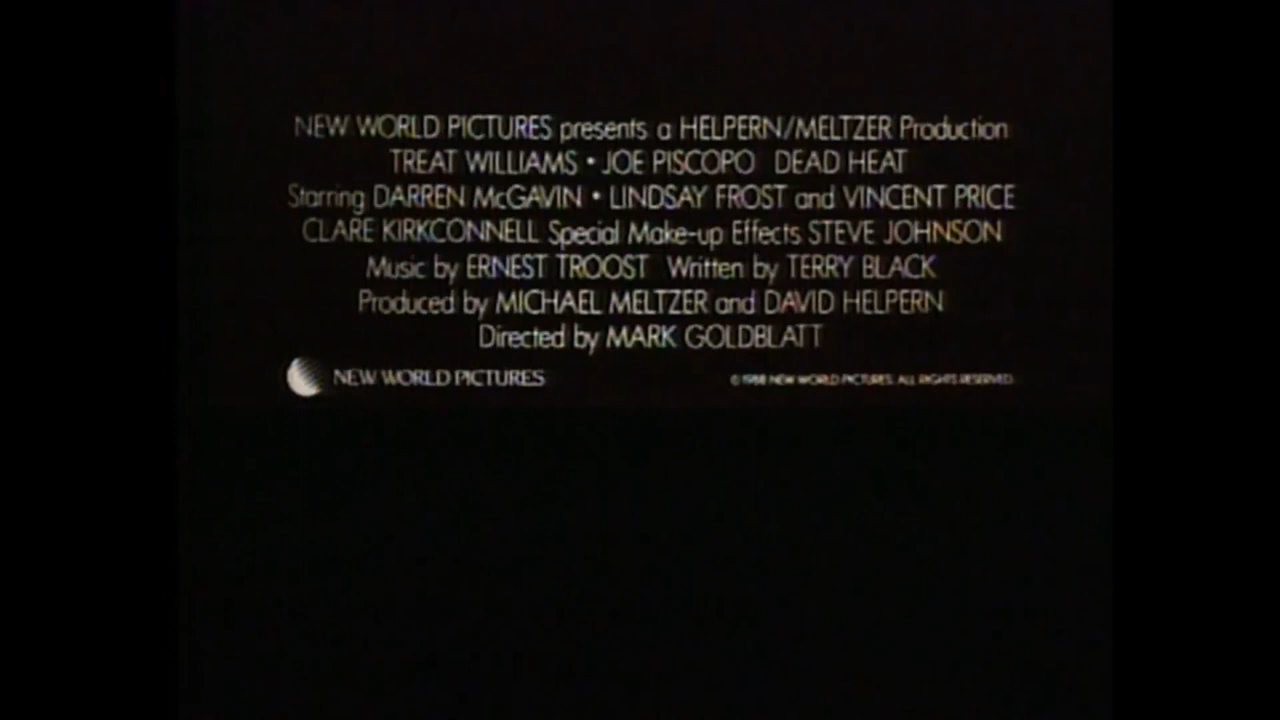 NEW WORLD PICTURES presents a HELPERN/MELTZER Production
TREAT WILLIAMS • JOE PISCOPO DEAD HEAT
Starring DARREN McGAVIN • LINDSAY FROST and VINCENT PRICE
CLARE KIRKCONNELL Special Make-up Effects STEVE JOHNSON
Music by ERNEST TROOST Written by TERRY BLACK
Produced by MICHAEL MELTZER and DAVID HELPERN
Directed by MARK GOLDBLATT
NEW WORLD PICTURES © 1988 NEW WORLD PICTURES. ALL RIGHTS RESERVED.